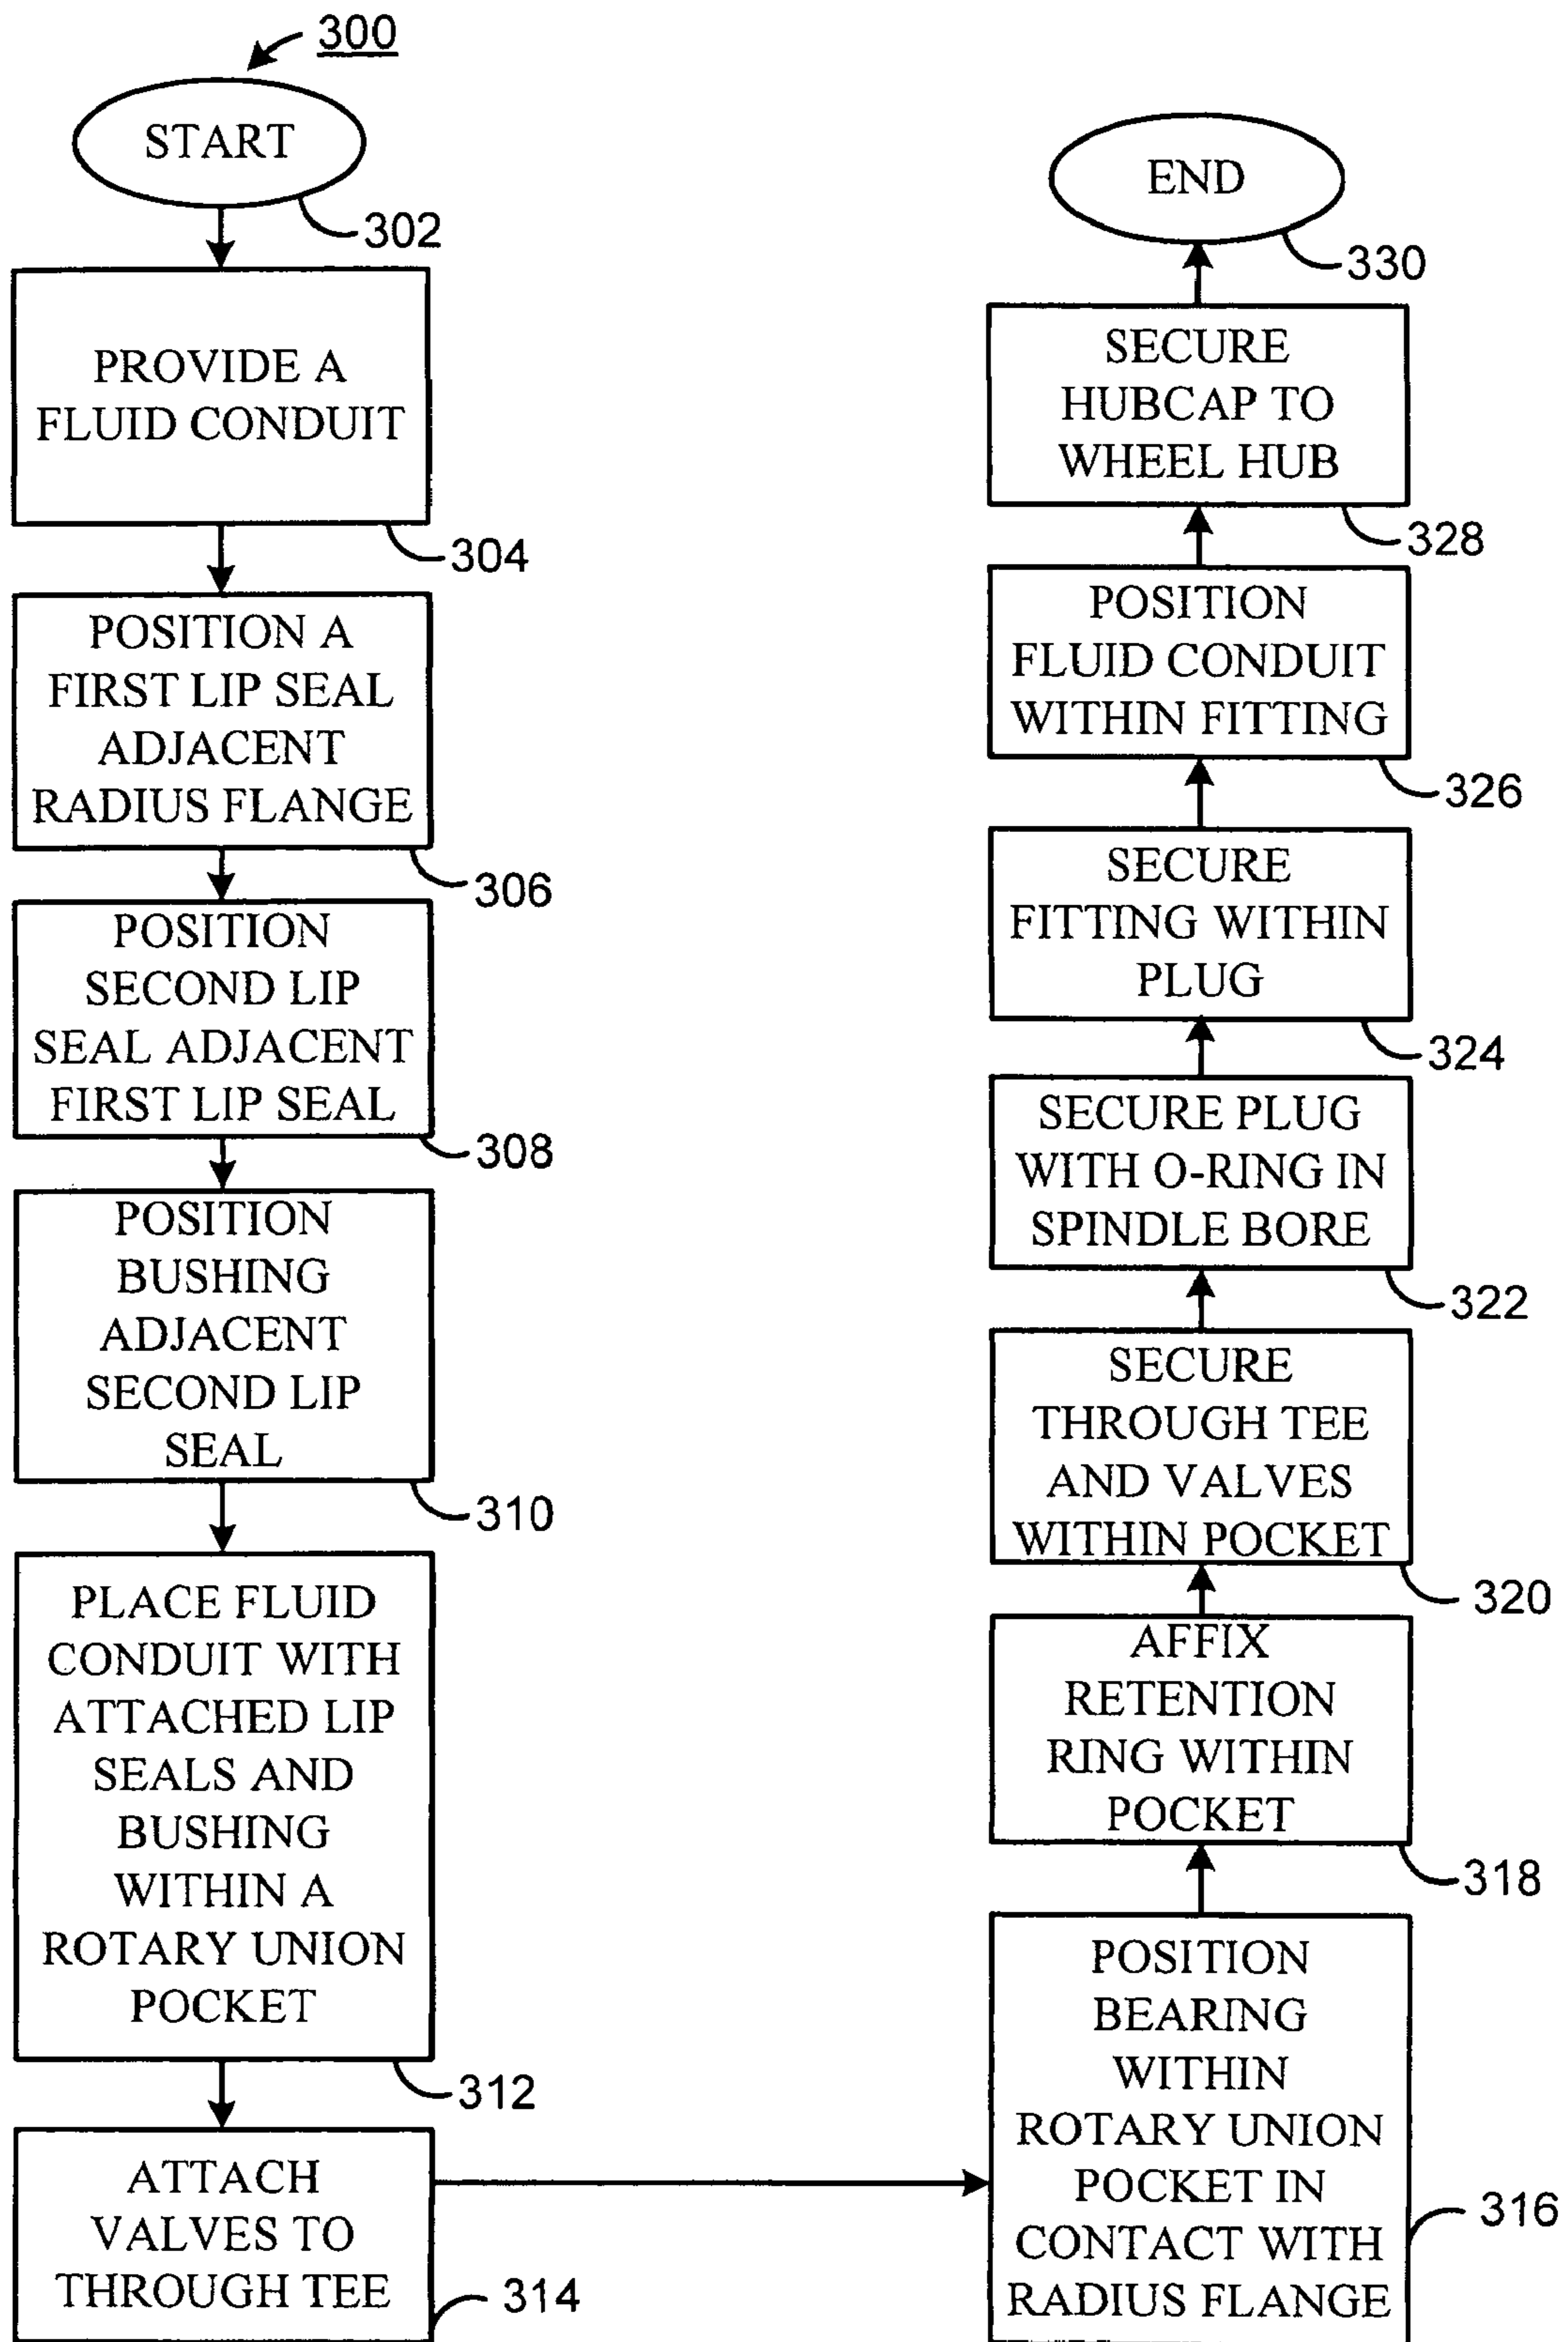 300
START
302
PROVIDE A
FLUID CONDUIT
304
POSITION A
FIRST LIP SEAL
ADJACENT
RADIUS FLANGE
306
POSITION
SECOND LIP
SEAL ADJACENT
FIRST LIP SEAL
308
POSITION
BUSHING
ADJACENT
SECOND LIP
SEAL
310
PLACE FLUID
CONDUIT WITH
ATTACHED LIP
SEALS AND
BUSHING
WITHIN A
ROTARY UNION
POCKET
312
ATTACH
VALVES TO
THROUGH TEE
314
POSITION
BEARING
WITHIN
ROTARY UNION
POCKET IN
CONTACT WITH
RADIUS FLANGE
316
AFFIX
RETENTION
RING WITHIN
POCKET
318
SECURE
THROUGH TEE
AND VALVES
WITHIN POCKET
320
SECURE PLUG
WITH O-RING IN
SPINDLE BORE
322
SECURE
FITTING WITHIN
PLUG
324
POSITION
FLUID CONDUIT
WITHIN FITTING
326
SECURE
HUBCAP TO
WHEEL HUB
328
END
330